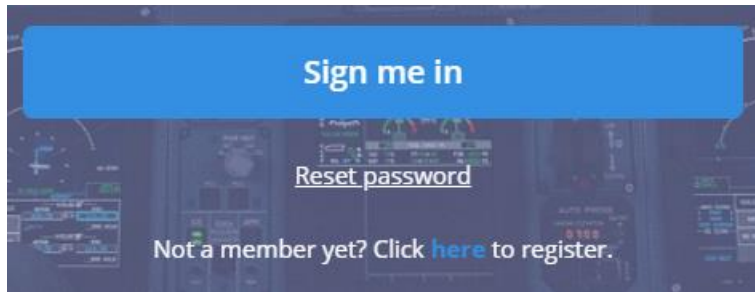 Sign me in
Reset password
Not a member yet? Click here to register.